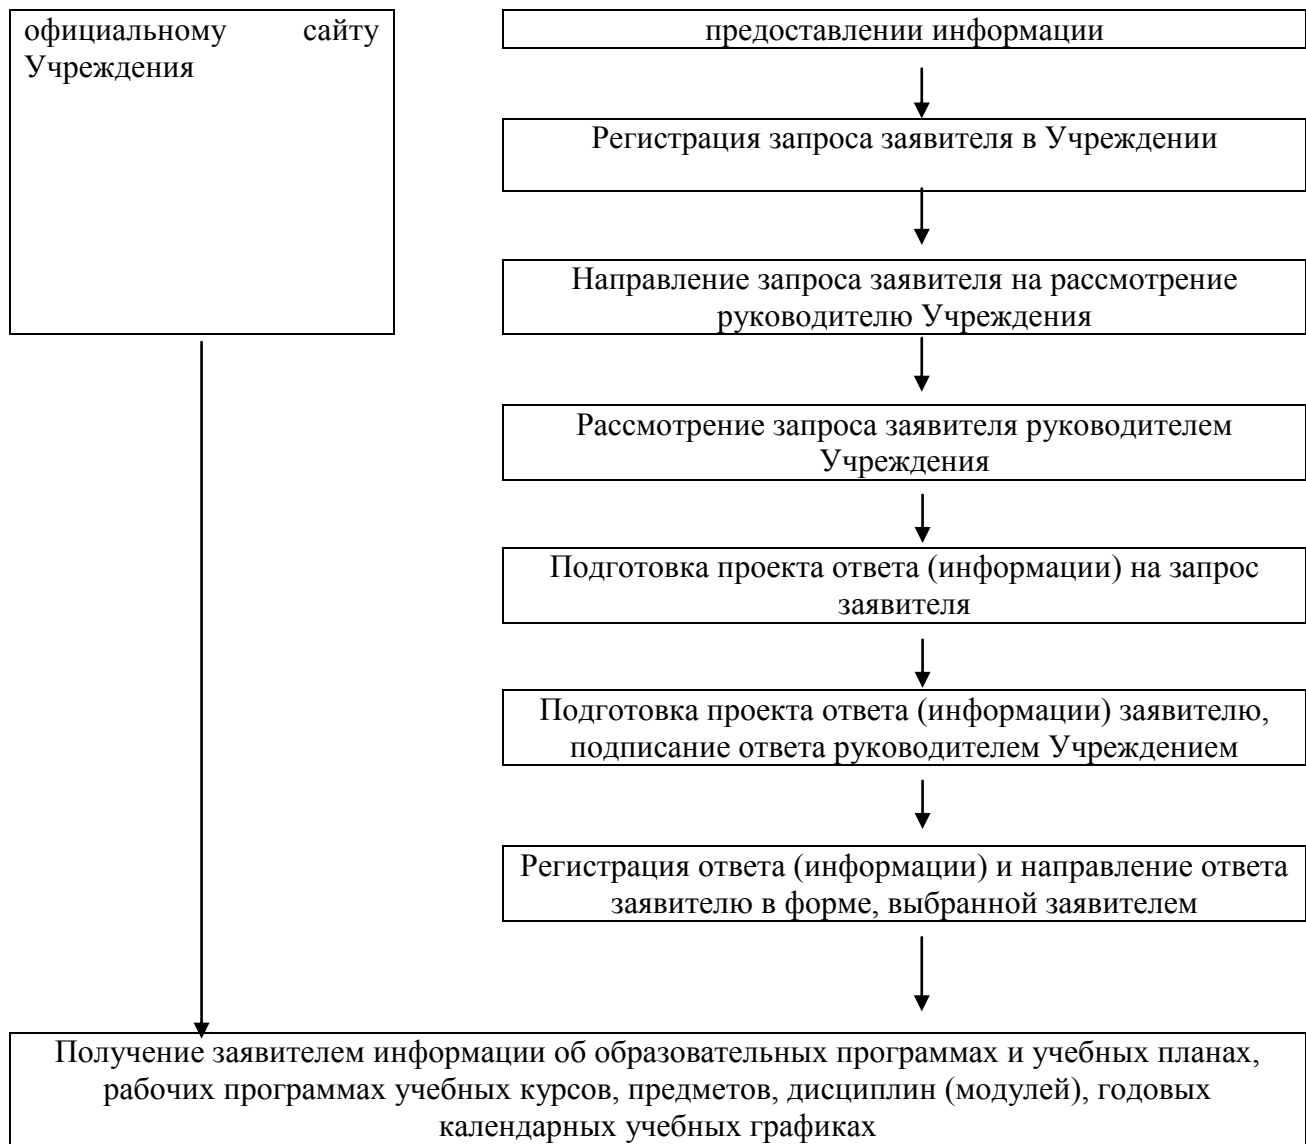 официальному сайту
Учреждения
предоставлении информации
Регистрация запроса заявителя в Учреждении
Направление запроса заявителя на рассмотрение
руководителю Учреждения
Рассмотрение запроса заявителя руководителем
Учреждения
Подготовка проекта ответа (информации) на запрос
заявителя
Подготовка проекта ответа (информации) заявителю,
подписание ответа руководителем Учреждением
Регистрация ответа (информации) и направление ответа
заявителю в форме, выбранной заявителем
Получение заявителем информации об образовательных программах и учебных планах,
рабочих программах учебных курсов, предметов, дисциплин (модулей), годовых
календарных учебных графиках